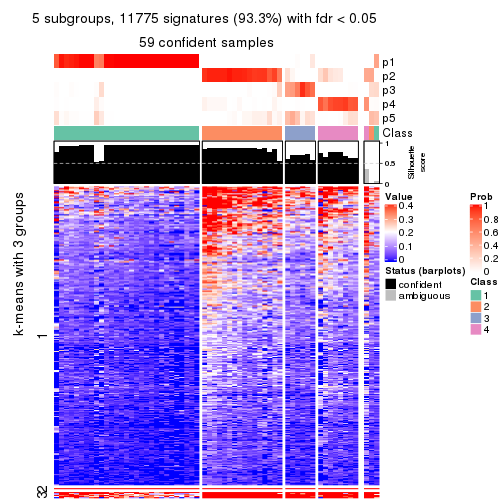 5 subgroups, 11775 signatures (93.3%) with fdr < 0.05
59 confident samples
p1
p2
p3
p4
p5
Class
1
0.5
0
Silhouette
score
k-means with 3 groups
1
3
2
Value
0.4
0.3
0.2
0.1
0
Status (barplots)
confident
ambiguous
Prob
1
0.8
0.6
0.4
0.2
0
Class
1
2
3
4